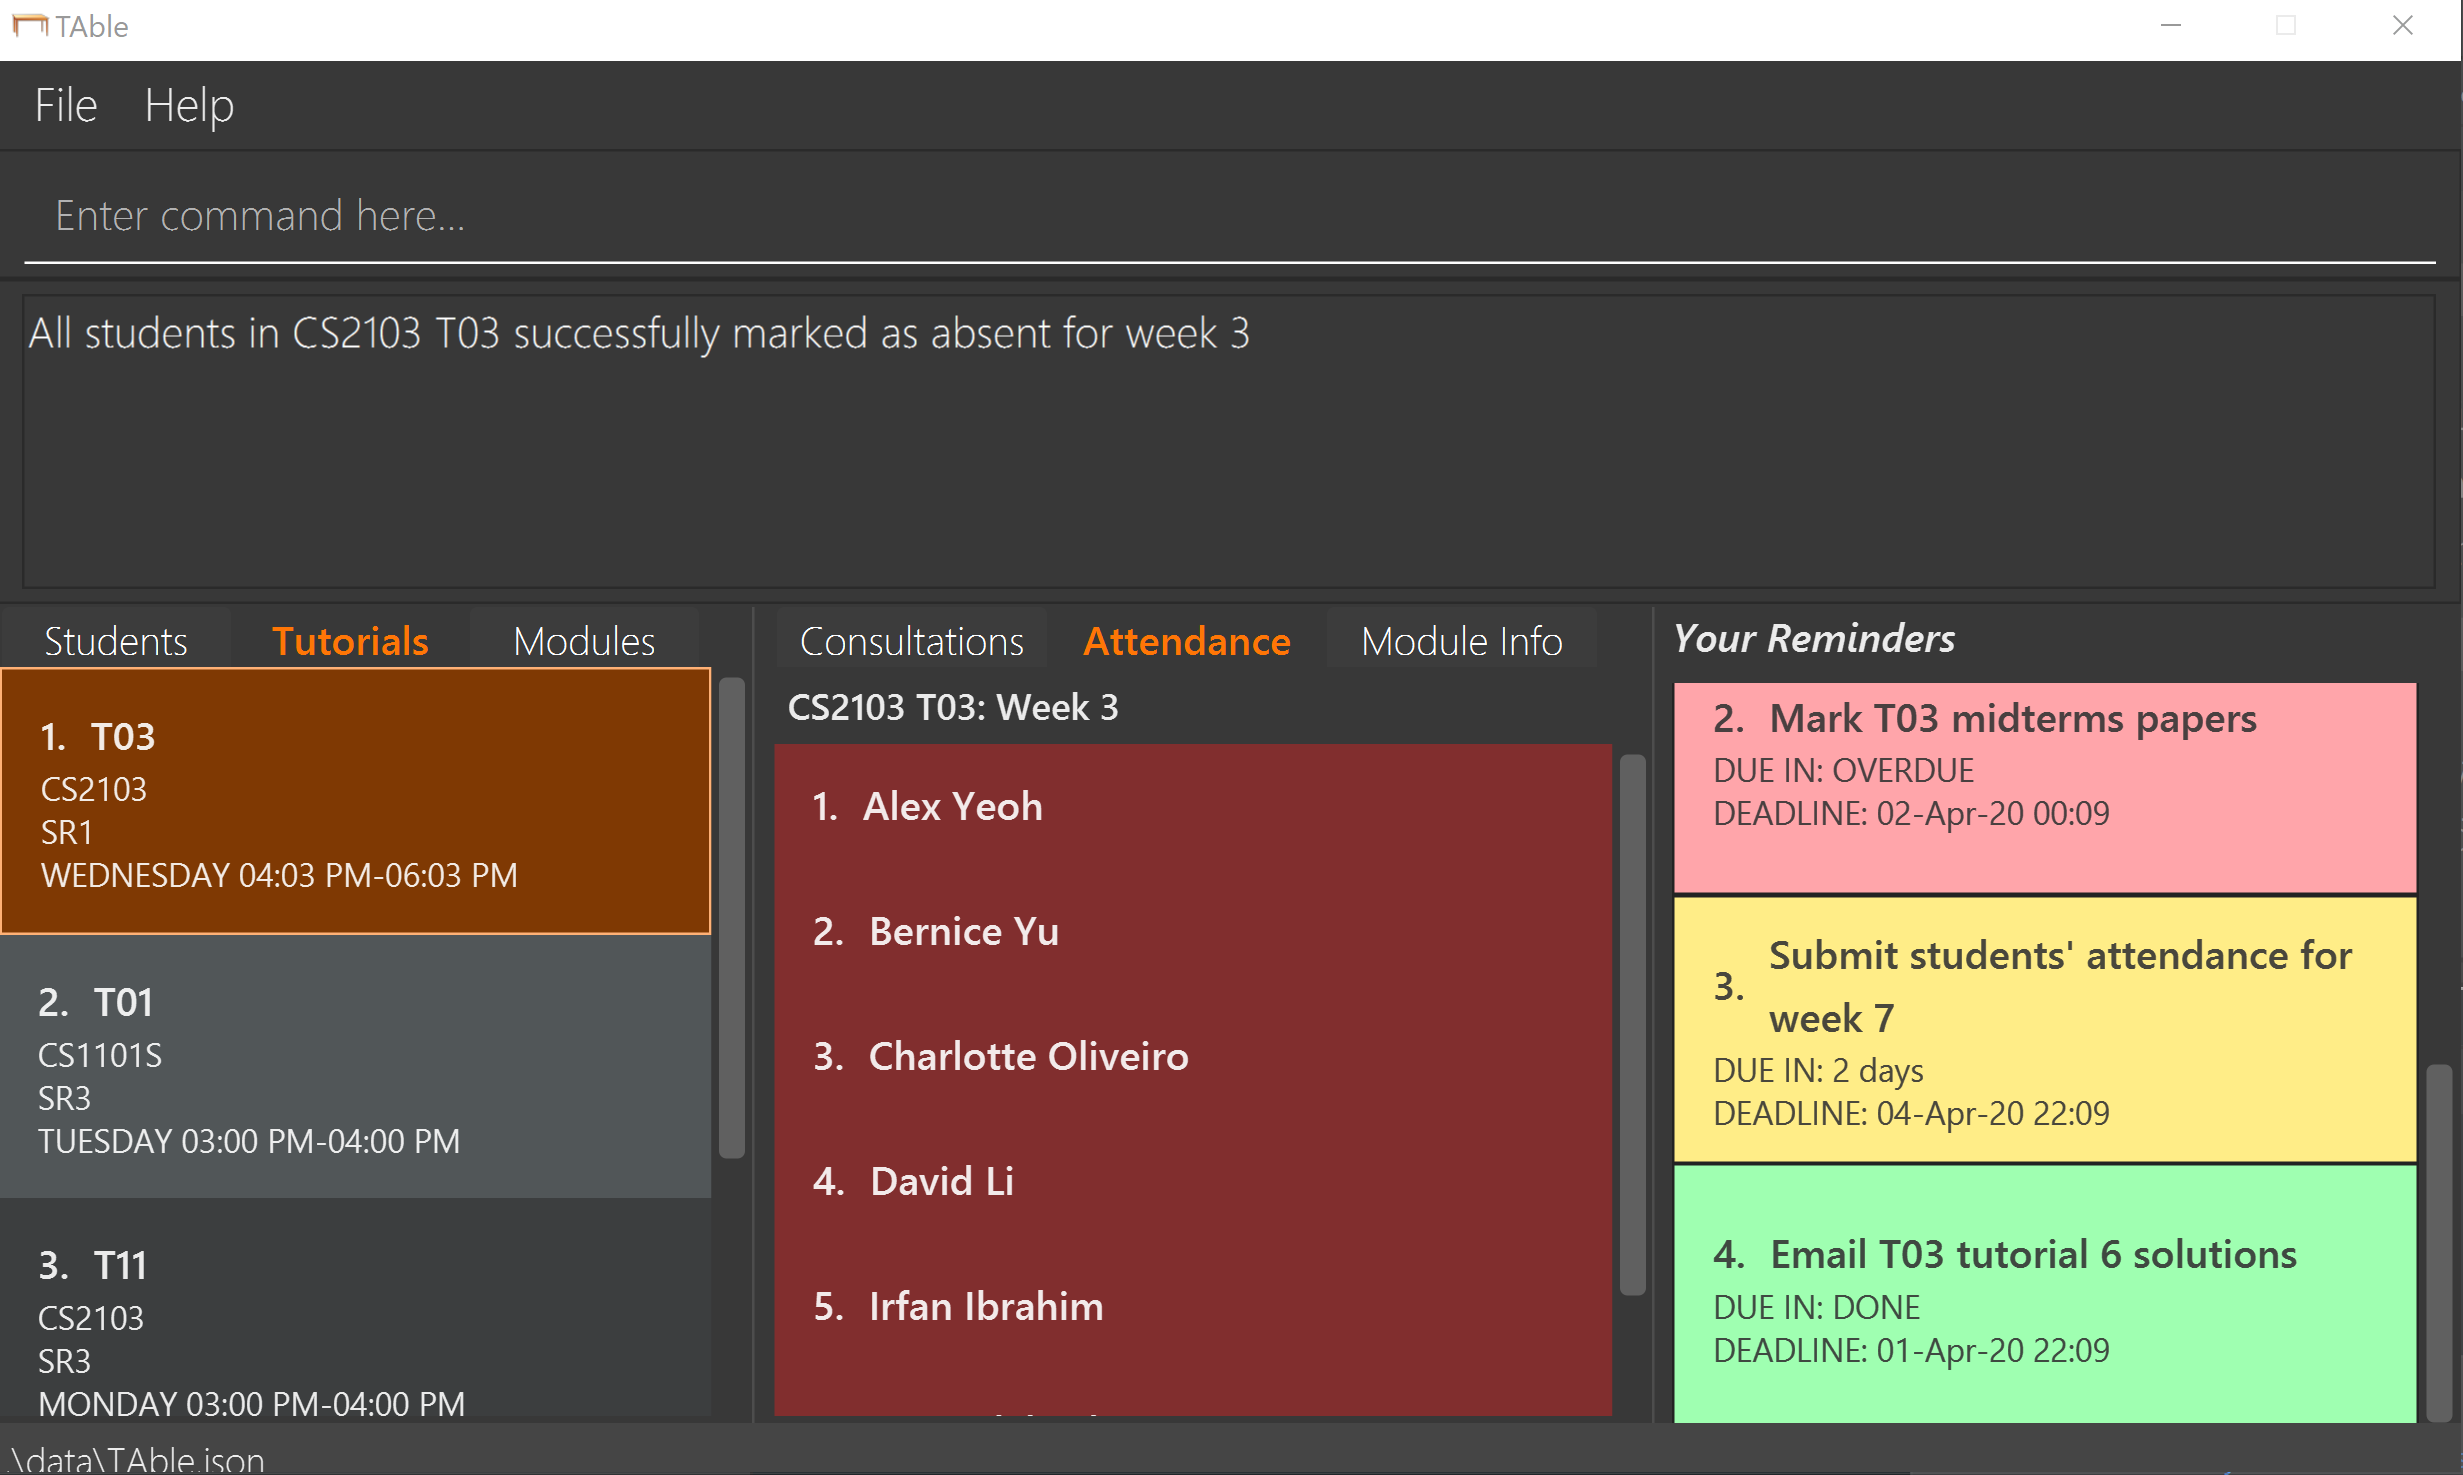 TAble
File Help
Enter command here...
All students in CS2103 T03 successfully marked as absent for week 3
Students Tutorials Modules
1. T03
CS2103
SR1
WEDNESDAY 04:03 PM-06:03 PM
2. T01
CS1101S
SR3
TUESDAY 03:00 PM-04:00 PM
3. T11
CS2103
SR3
MONDAY 03:00 PM-04:00 PM
Consultations Attendance Module Info
CS2103 T03: Week 3
1. Alex Yeoh
2. Bernice Yu
3. Charlotte Oliveiro
4. David Li
5. Irfan Ibrahim
Your Reminders
2. Mark T03 midterms papers
DUE IN: OVERDUE
DEADLINE: 02-Apr-20 00:09
3. Submit students' attendance for
week 7
DUE IN: 2 days
DEADLINE: 04-Apr-20 22:09
4. Email T03 tutorial 6 solutions
DUE IN: DONE
DEADLINE: 01-Apr-20 22:09
.\data\TAble.json